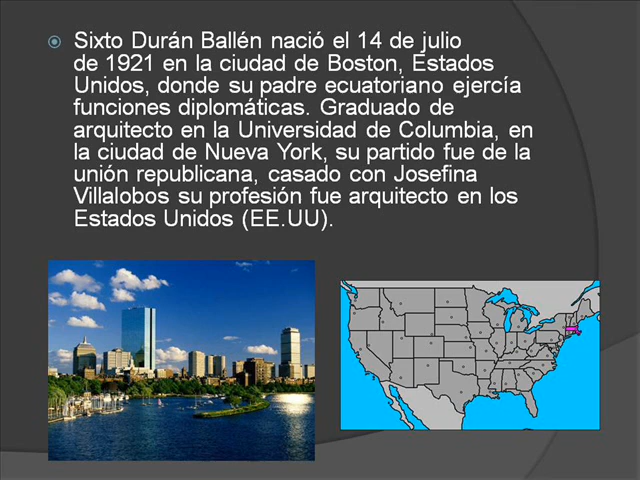 Sixto Durán Ballén nació el 14 de julio
de 1921 en la ciudad de Boston, Estados
Unidos, donde su padre ecuatoriano ejercía
funciones diplomáticas. Graduado de
arquitecto en la Universidad de Columbia, en
la ciudad de Nueva York, su partido fue de la
unión republicana, casado con Josefina
Villalobos su profesión fue arquitecto en los
Estados Unidos (EE.UU).